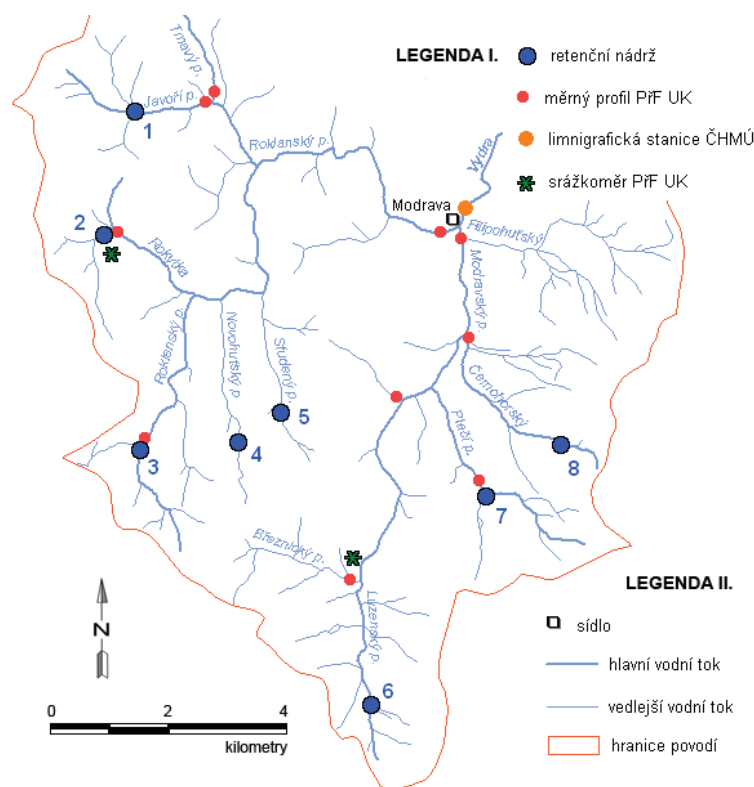 LEGENDA I.
retenční nádrž
měrný profil PřF UK
limnigrafická stanice ČHMÚ
srážkoměr PřF UK
Tmavý p.
Javoří p.
1
Roklanský p.
Vydra
Modrava
Filipohuťský
2
Rokytka
Modravský p.
Roklanský p.
Novohuťský p.
Studený p.
Černohorský
Ptačí p.
5
3
4
8
7
Březnický p.
Luzenský p.
6
N
0 2 4
kilometry
LEGENDA II.
sídlo
hlavní vodní tok
vedlejší vodní tok
hranice povodí